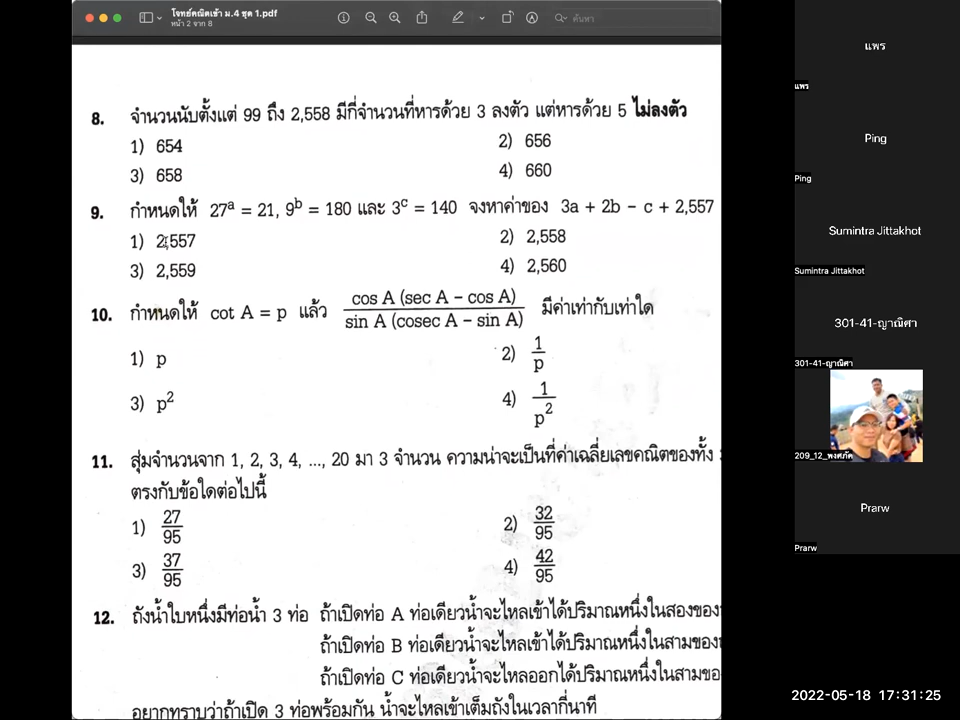 โจทย์คณิตเข้า ม.4 ชุด 1.pdf
หน้า 2 จาก 8
ค้นหา
8. จำนวนนับตั้งแต่ 99 ถึง 2,558 มีกี่จำนวนที่หารด้วย 3 ลงตัว แต่หารด้วย 5 ไม่ลงตัว
1) 654 2) 656
3) 658 4) 660
9. กำหนดให้ 27^a = 21, 9^b = 180 และ 3^c = 140 จงหาค่าของ 3a + 2b − c + 2,557
1) 2,557 2) 2,558
3) 2,559 4) 2,560
10. กำหนดให้ cot A = p แล้ว cos A (sec A − cos A) / sin A (cosec A − sin A) มีค่าเท่ากับเท่าใด
1) p 2) 1/p
3) p² 4) 1/p²
11. สุ่มจำนวนจาก 1, 2, 3, 4, ..., 20 มา 3 จำนวน ความน่าจะเป็นที่ค่าเฉลี่ยเลขคณิตของทั้ง
ตรงกับข้อใดต่อไปนี้
1) 27/95 2) 32/95
3) 37/95 4) 42/95
12. ถังน้ำใบหนึ่งมีท่อน้ำ 3 ท่อ ถ้าเปิดท่อ A ท่อเดียวน้ำจะไหลเข้าได้ปริมาณหนึ่งในสองของ
ถ้าเปิดท่อ B ท่อเดียวน้ำจะไหลเข้าได้ปริมาณหนึ่งในสามของ
ถ้าเปิดท่อ C ท่อเดียวน้ำจะไหลออกได้ปริมาณหนึ่งในสามขอ
อยากทราบว่าถ้าเปิด 3 ท่อพร้อมกัน น้ำจะไหลเข้าเต็มถังในเวลากี่นาที
แพร
แพร
Ping
Ping
Sumintra Jittakhot
Sumintra Jittakhot
301-41-ญาณิศา
301-41-ญาณิศา
209_12_พงศภัค
Prarw
Prarw
2022-05-18 17:31:25